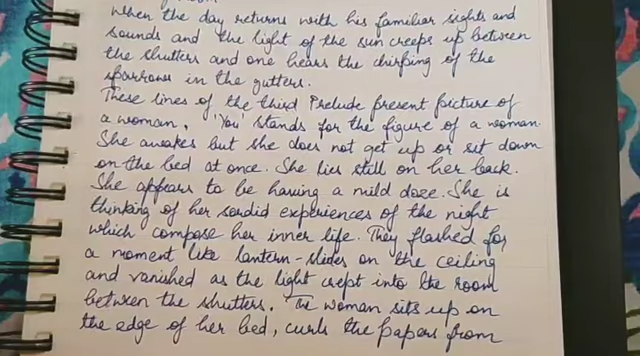 When the day returns with his familiar sights and
sounds and the light of the sun creeps up between
the shutters and one hears the chirping of the
sparrows in the gutters.
These lines of the third Prelude present picture of
a woman. 'You' stands for the figure of a woman.
She awakes but she does not get up or sit down
on the bed at once. She lies still on her back.
She appears to be having a mild doze. She is
thinking of her sordid experiences of the night
which compose her inner life. They flashed for
a moment like lantern-slides on the ceiling
and vanished as the light crept into the room
between the shutters. The woman sits up on
the edge of her bed, curls the papers from